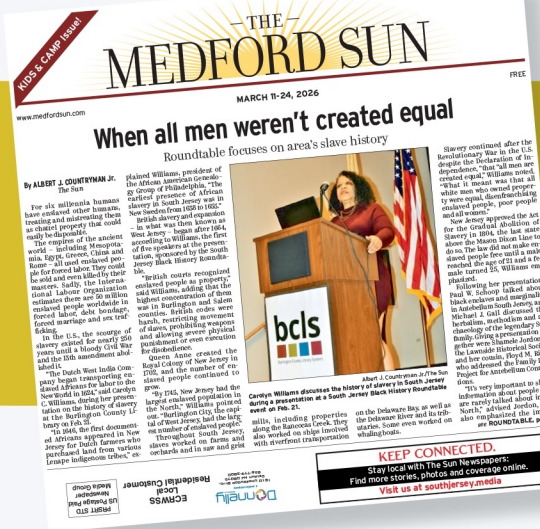 KIDS & CAMP Issue!
– THE –
MEDFORD SUN
www.medfordsun.com
MARCH 11-24, 2026
FREE
When all men weren't created equal
Roundtable focuses on area's slave history
By ALBERT J. COUNTRYMAN Jr.
The Sun
For six millennia humans
have enslaved other humans,
treating and mistreating them
as chattel property that could
easily be disposable.
The empires of the ancient
world – including Mesopota-
mia, Egypt, Greece, China and
Rome – all used enslaved peo-
ple for forced labor. They could
be sold and even killed by their
masters. Sadly, the Interna-
tional Labour Organization
estimates there are 50 million
enslaved people worldwide in
forced labor, debt bondage,
forced marriage and sex traf-
ficking.
In the U.S., the scourge of
slavery existed for nearly 250
years until a bloody Civil War
and the 13th amendment abol-
ished it.
"The Dutch West India Com-
pany began transporting en-
slaved Africans for labor to the
New World in 1624," said Carolyn
C. Williams, during her presen-
tation on the history of slavery
at the Burlington County Li-
brary on Feb. 21.
"In 1646, the first document-
ed Africans appeared in New
Jersey for Dutch farmers who
purchased land from various
Lenape indigenous tribes," ex-
plained Williams, president of
the African American Genealo-
gy Group of Philadelphia. "The
earliest presence of African
slavery in South Jersey was in
New Sweden from 1638 to 1655."
British slavery and expansion
– in what was then known as
West Jersey – began after 1664,
according to Williams, the first
of five speakers at the presen-
tation, sponsored by the South
Jersey Black History Roundta-
ble.
"British courts recognized
enslaved people as property,"
said Williams, adding that the
highest concentration of them
was in Burlington and Salem
counties. British codes were
harsh, restricting movement
of slaves, prohibiting weapons
and allowing severe physical
punishment or even execution
for disobedience.
Queen Anne created the
Royal Colony of New Jersey in
1702, and the number of en-
slaved people continued to
grow.
"By 1745, New Jersey had the
largest enslaved population in
the North," Williams pointed
out. "Burlington City, the capi-
tal of West Jersey, had the larg-
est number of enslaved people."
Throughout South Jersey,
slaves worked on farms and
orchards and in saw and grist
bcls
Albert J. Countryman Jr./The Sun
Carolyn Williams discusses the history of slavery in South Jersey
during a presentation at a South Jersey Black History Roundtable
event on Feb. 21.
mills, including properties
along the Rancocas Creek. They
also worked on ships involved
with riverfront transportation
on the Delaware Bay, as well as
the Delaware River and its trib-
utaries. Some even worked on
whaling boats.
Slavery continued after the
Revolutionary War in the U.S.
despite the Declaration of In-
dependence, "that 'all men are
created equal,'" Williams noted.
"What it meant was that all
white men who owned proper-
ty were equal, disenfranchising
enslaved people, poor people
and all women."
New Jersey approved the Act
for the Gradual Abolition of
Slavery in 1804, the last state
above the Mason Dixon Line to
do so. The law did not make en-
slaved people free until a male
reached the age of 21 and a fe-
male turned 25, Williams
Following her presentation
Paul W. Schopp talked about
black enclaves and
in Antebellum South Jersey, and
Michael J. Gall discussed
herbalism, methodism and
archaeology of the legendary
family. Giving a presentation
gether were Shamele Jordon
the Lawnside Historical Soci-
and her cousin, Floyd M.
who addressed the Family
Project for Antebellum Connec-
tions.
"It's very important to
information about people
are rarely talked about in
North," advised Jordon,
also emphasized the
see ROUNDTABLE,
KEEP CONNECTED.
Stay local with The Sun Newspapers:
Find more stories, photos and coverage online.
Visit us at southjersey.media
Donnelly
ECRWSS
Local
Residential Customer
PRSRT STD
US Postage Paid
Newspaper
Media Group